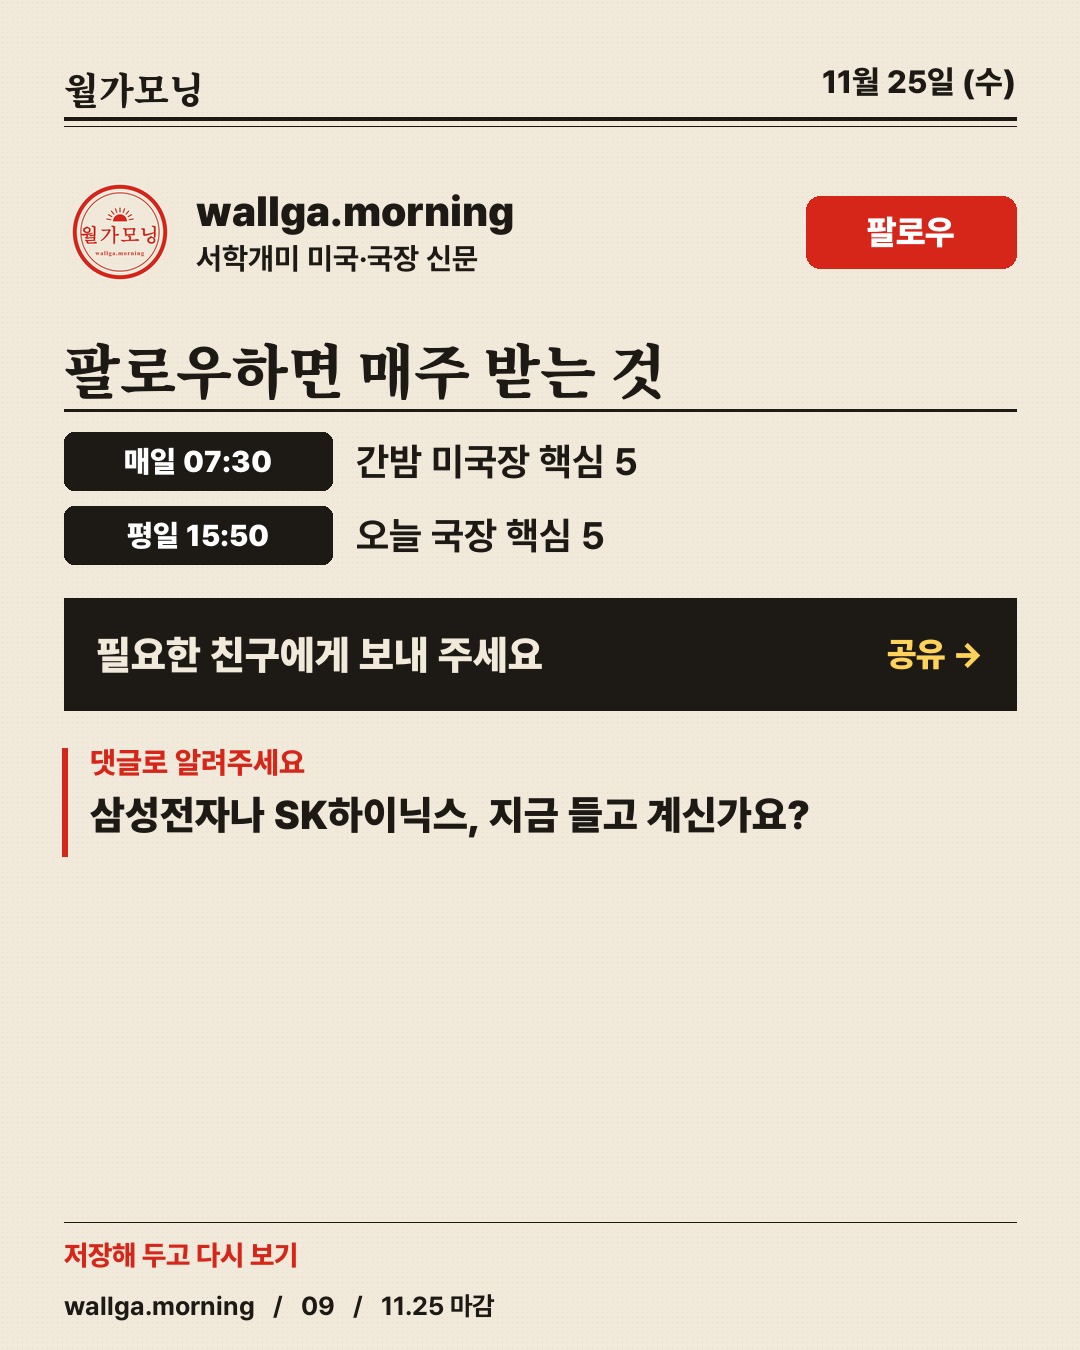 월가모닝
11월 25일 (수)
월가모닝
wallga.morning
wallga.morning
서학개미 미국·국장 신문
팔로우
팔로우하면 매주 받는 것
매일 07:30 간밤 미국장 핵심 5
평일 15:50 오늘 국장 핵심 5
필요한 친구에게 보내 주세요 공유 →
댓글로 알려주세요
삼성전자나 SK하이닉스, 지금 들고 계신가요?
저장해 두고 다시 보기
wallga.morning / 09 / 11.25 마감